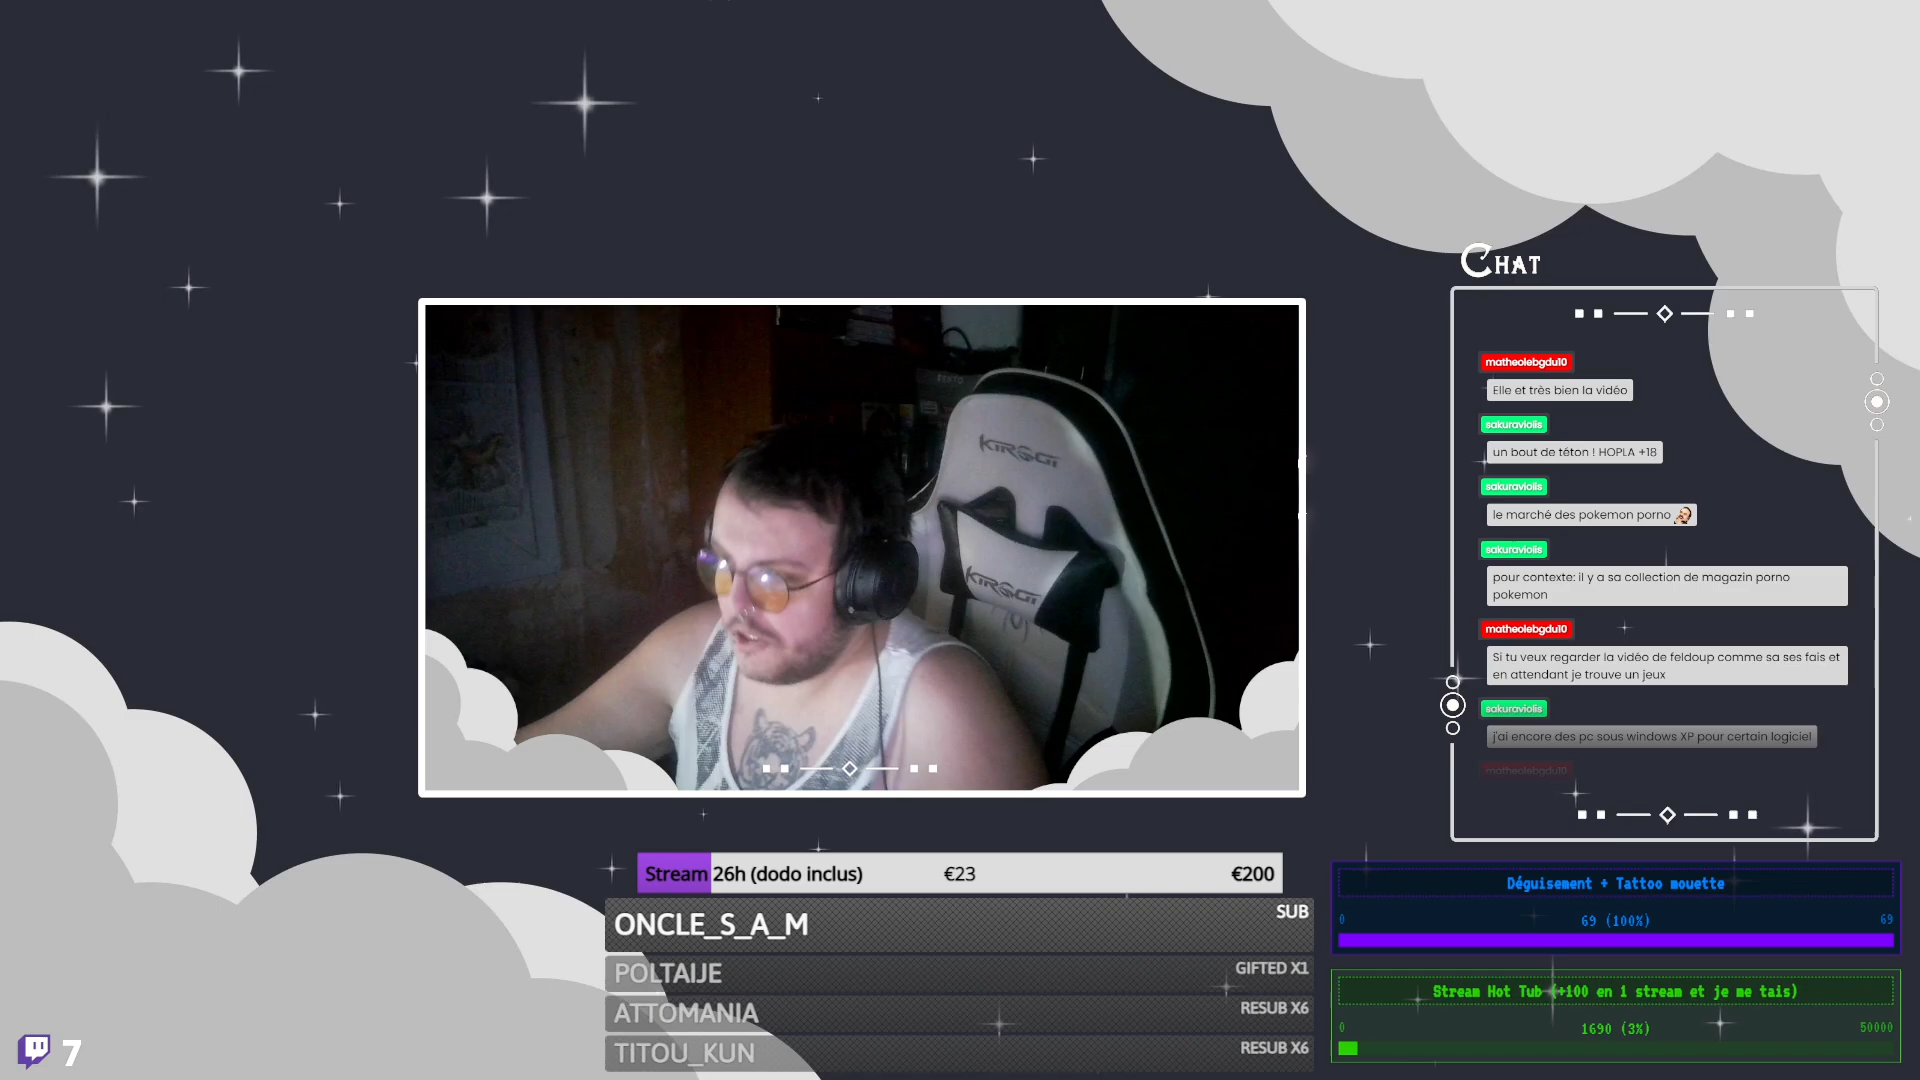 Chat
matheolebgdu10
Elle et très bien la vidéo
sakuraviolis
un bout de téton ! HOPLA +18
sakuraviolis
le marché des pokemon porno
sakuraviolis
pour contexte: il y a sa collection de magazin porno
pokemon
matheolebgdu10
Si tu veux regarder la vidéo de feldoup comme sa ses fais et
en attendant je trouve un jeux
sakuraviolis
j'ai encore des pc sous windows XP pour certain logiciel
matheolebgdu10
KIROGI
KIROGI
Stream 26h (dodo inclus) €23 €200
ONCLE_S_A_M SUB
POLTAIJE GIFTED X1
ATTOMANIA RESUB X6
TITOU_KUN RESUB X6
Déguisement + Tattoo mouette
0 69 (100%) 69
Stream Hot Tub (+100 en 1 stream et je me tais)
0 1690 (3%) 50000
7